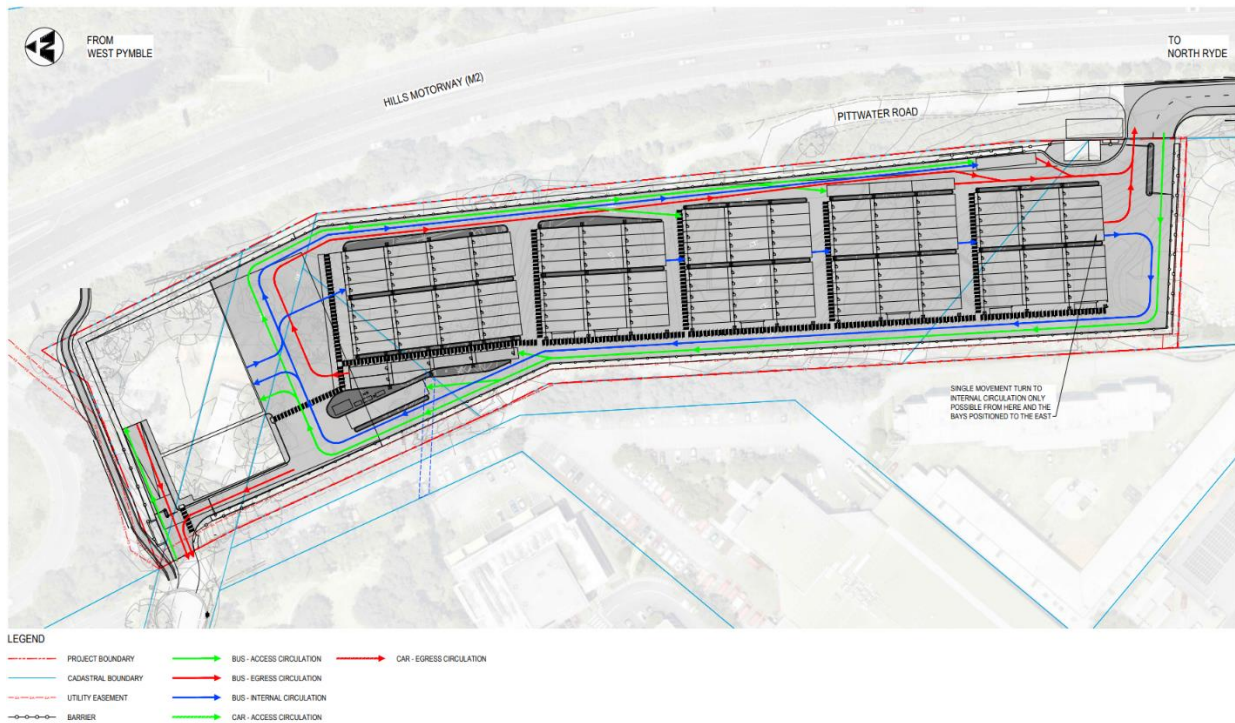 FROM
WEST PYMBLE
TO
NORTH RYDE
HILLS MOTORWAY (M2)
PITTWATER ROAD
SINGLE MOVEMENT TURN TO
INTERNAL CIRCULATION ONLY
POSSIBLE FROM HERE AND THE
BAYS POSITIONED TO THE EAST
LEGEND
PROJECT BOUNDARY
CADASTRAL BOUNDARY
UTILITY EASEMENT
BARRIER
BUS - ACCESS CIRCULATION
BUS - EGRESS CIRCULATION
BUS - INTERNAL CIRCULATION
CAR - ACCESS CIRCULATION
CAR - EGRESS CIRCULATION